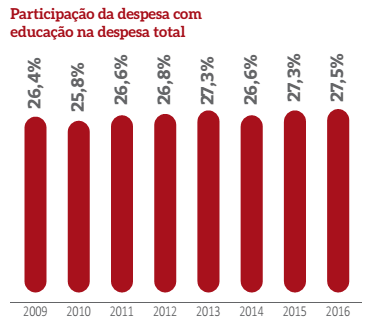 Participação da despesa com
educação na despesa total
26,4% 25,8% 26,6% 26,8% 27,3% 26,6% 27,3% 27,5%
2009 2010 2011 2012 2013 2014 2015 2016